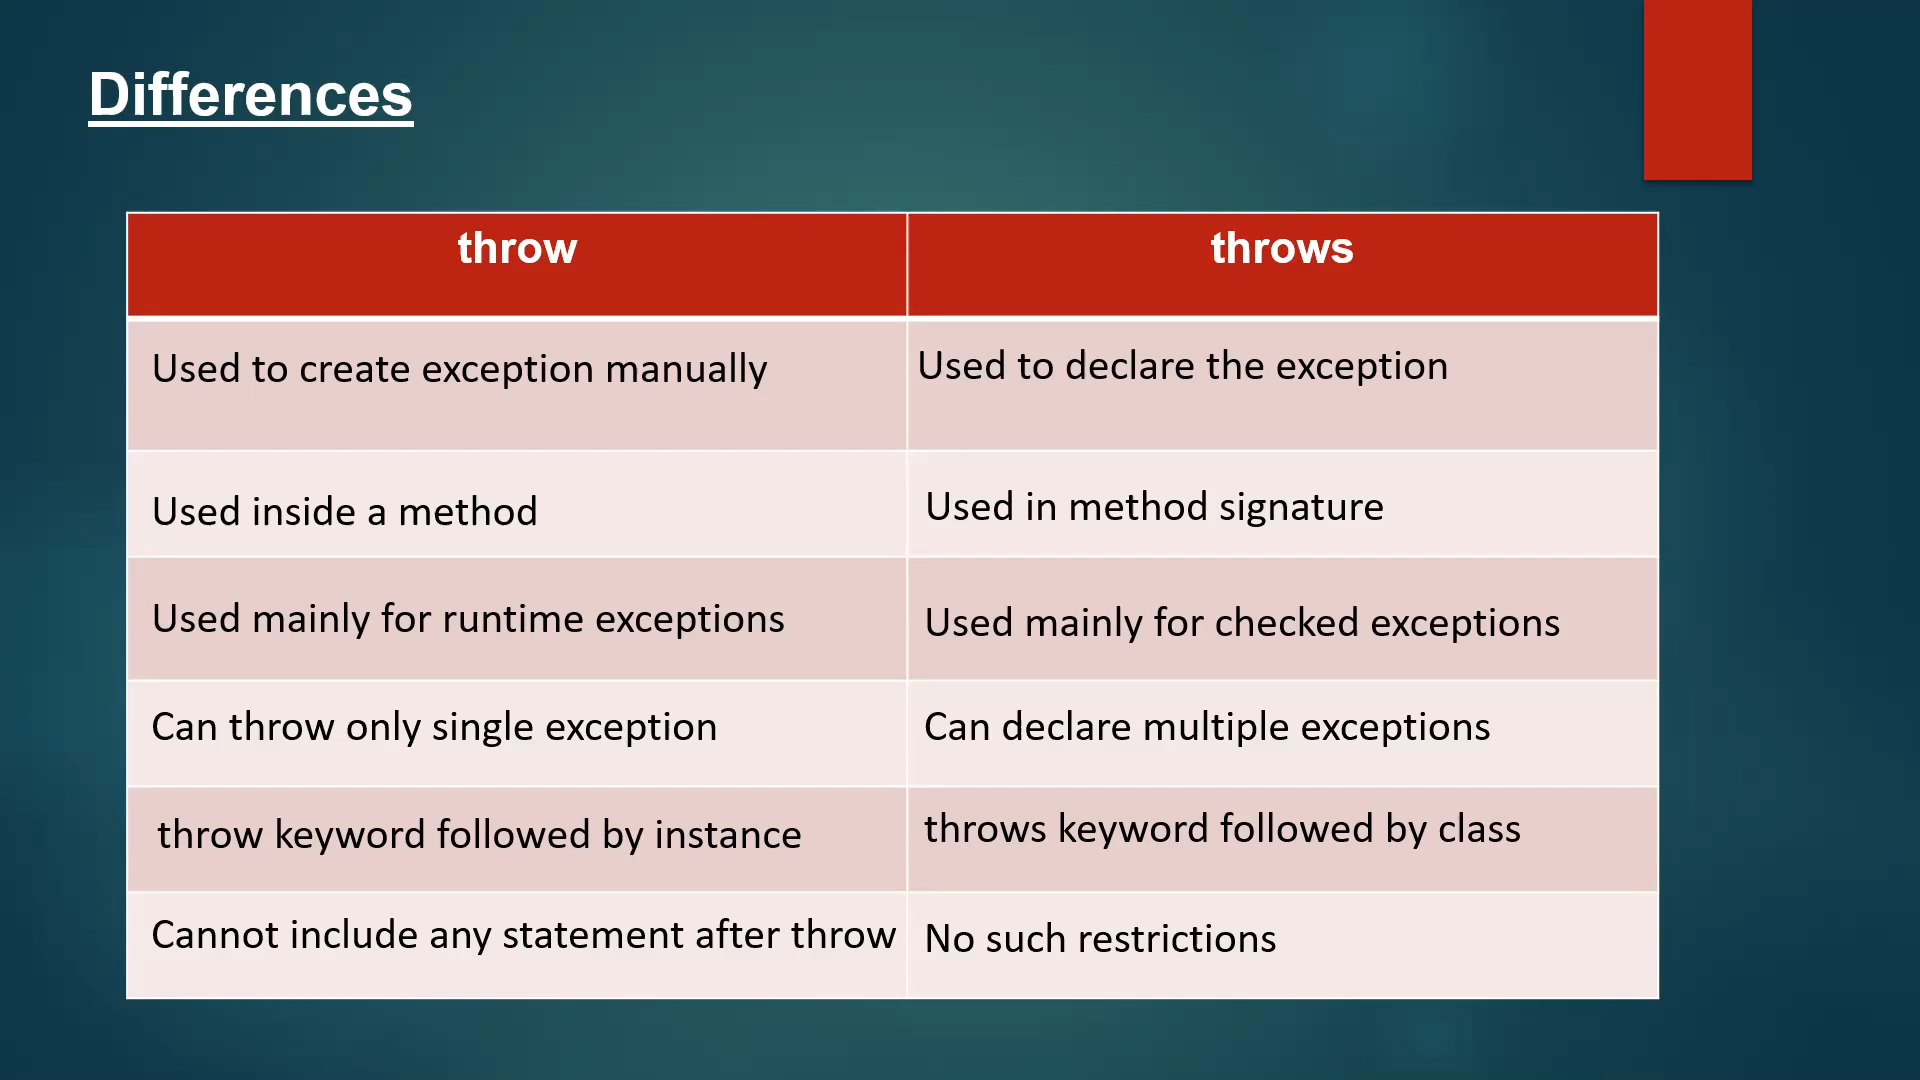 Differences
throw
throws
Used to create exception manually
Used to declare the exception
Used inside a method
Used in method signature
Used mainly for runtime exceptions
Used mainly for checked exceptions
Can throw only single exception
Can declare multiple exceptions
throw keyword followed by instance
throws keyword followed by class
Cannot include any statement after throw
No such restrictions